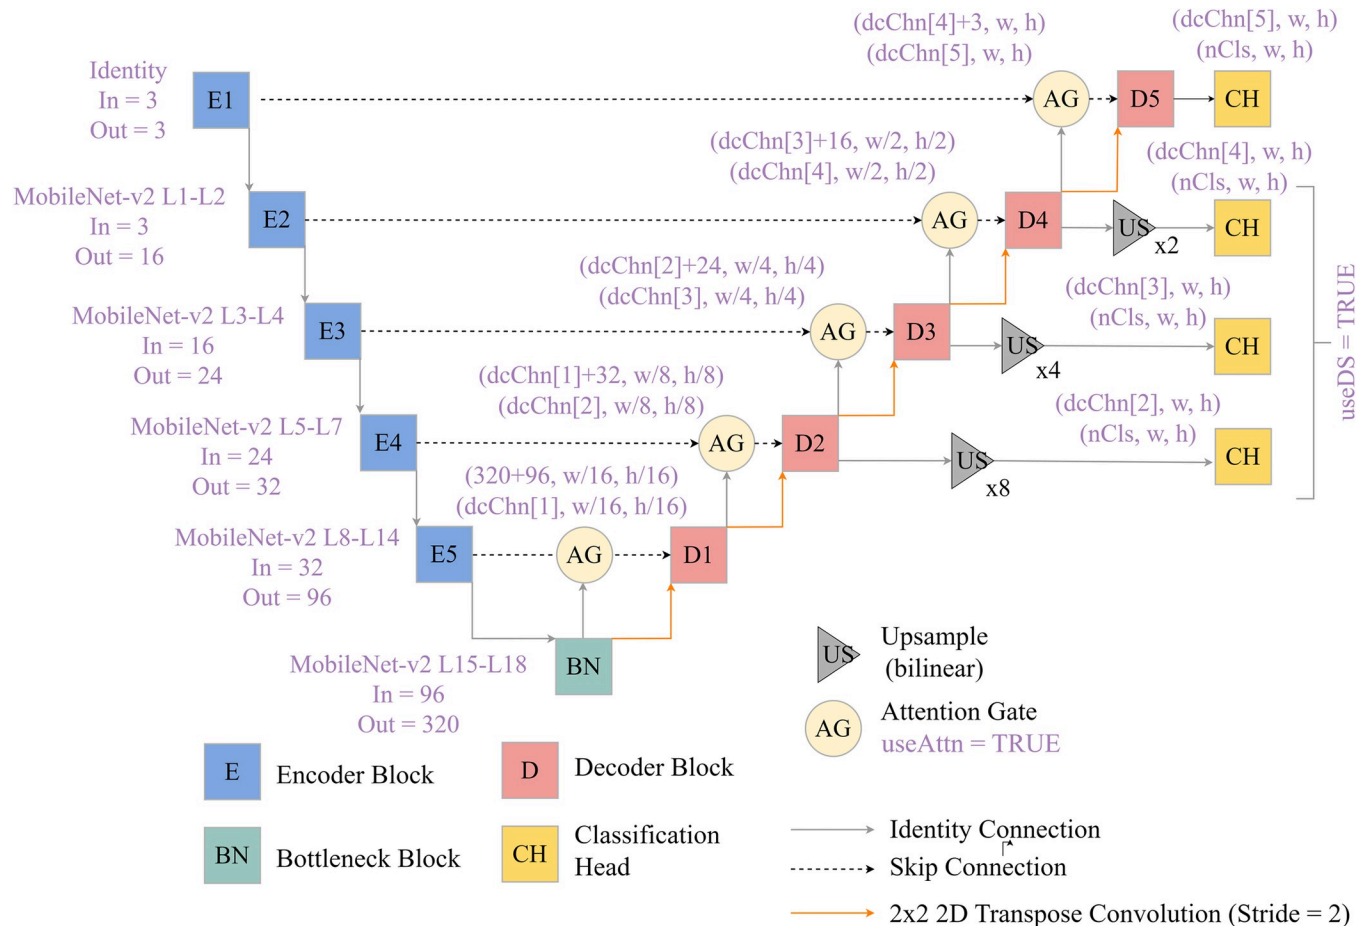 (dcChn[4]+3, w, h)
(dcChn[5], w, h)
(dcChn[5], w, h)
(nCls, w, h)
Identity
In = 3
Out = 3
E1
AG
D5
CH
(dcChn[3]+16, w/2, h/2)
(dcChn[4], w/2, h/2)
(dcChn[4], w, h)
(nCls, w, h)
MobileNet-v2 L1-L2
In = 3
Out = 16
E2
AG
D4
US
x2
CH
(dcChn[2]+24, w/4, h/4)
(dcChn[3], w/4, h/4)
(dcChn[3], w, h)
(nCls, w, h)
MobileNet-v2 L3-L4
In = 16
Out = 24
E3
AG
D3
US
x4
CH
useDS = TRUE
(dcChn[1]+32, w/8, h/8)
(dcChn[2], w/8, h/8)
(dcChn[2], w, h)
(nCls, w, h)
MobileNet-v2 L5-L7
In = 24
Out = 32
E4
AG
D2
US
x8
CH
(320+96, w/16, h/16)
(dcChn[1], w/16, h/16)
MobileNet-v2 L8-L14
In = 32
Out = 96
E5
AG
D1
MobileNet-v2 L15-L18
In = 96
Out = 320
BN
US
Upsample
(bilinear)
AG
Attention Gate
useAttn = TRUE
E
Encoder Block
D
Decoder Block
BN
Bottleneck Block
CH
Classification
Head
Identity Connection
Skip Connection
2x2 2D Transpose Convolution (Stride = 2)